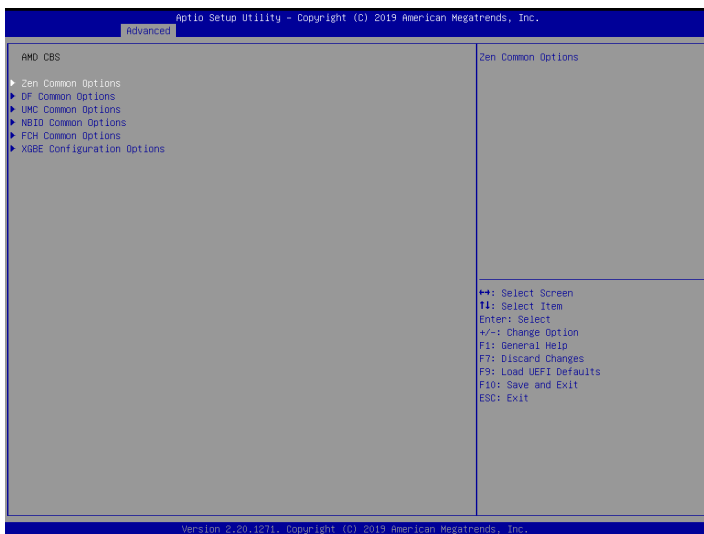 Aptio Setup Utility – Copyright (C) 2019 American Megatrends, Inc.
Advanced
AMD CBS
Zen Common Options
DF Common Options
UMC Common Options
NBIO Common Options
FCH Common Options
XGBE Configuration Options
Zen Common Options
↔: Select Screen
↑↓: Select Item
Enter: Select
+/-: Change Option
F1: General Help
F7: Discard Changes
F9: Load UEFI Defaults
F10: Save and Exit
ESC: Exit
Version 2.20.1271. Copyright (C) 2019 American Megatrends, Inc.